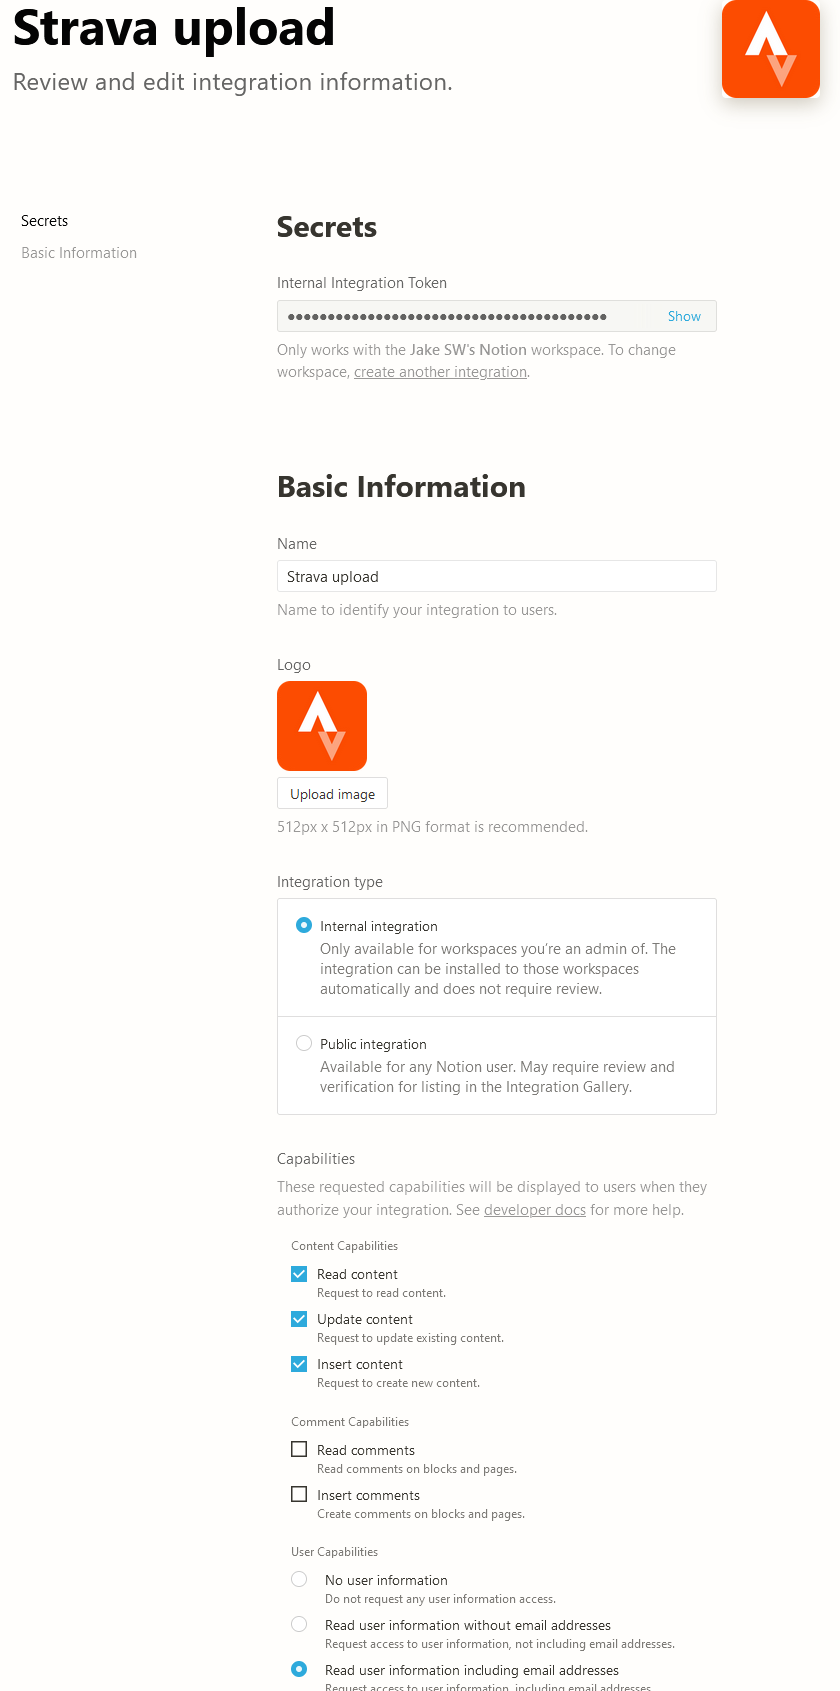 Strava upload
Review and edit integration information.
Secrets
Basic Information
Secrets
Internal Integration Token
Show
Only works with the Jake SW's Notion workspace. To change
workspace, create another integration.
Basic Information
Name
Strava upload
Name to identify your integration to users.
Logo
Upload image
512px x 512px in PNG format is recommended.
Integration type
Internal integration
Only available for workspaces you're an admin of. The
integration can be installed to those workspaces
automatically and does not require review.
Public integration
Available for any Notion user. May require review and
verification for listing in the Integration Gallery.
Capabilities
These requested capabilities will be displayed to users when they
authorize your integration. See developer docs for more help.
Content Capabilities
Read content
Request to read content.
Update content
Request to update existing content.
Insert content
Request to create new content.
Comment Capabilities
Read comments
Read comments on blocks and pages.
Insert comments
Create comments on blocks and pages.
User Capabilities
No user information
Do not request any user information access.
Read user information without email addresses
Request access to user information, not including email addresses.
Read user information including email addresses
Request access to user information, including email addresses.